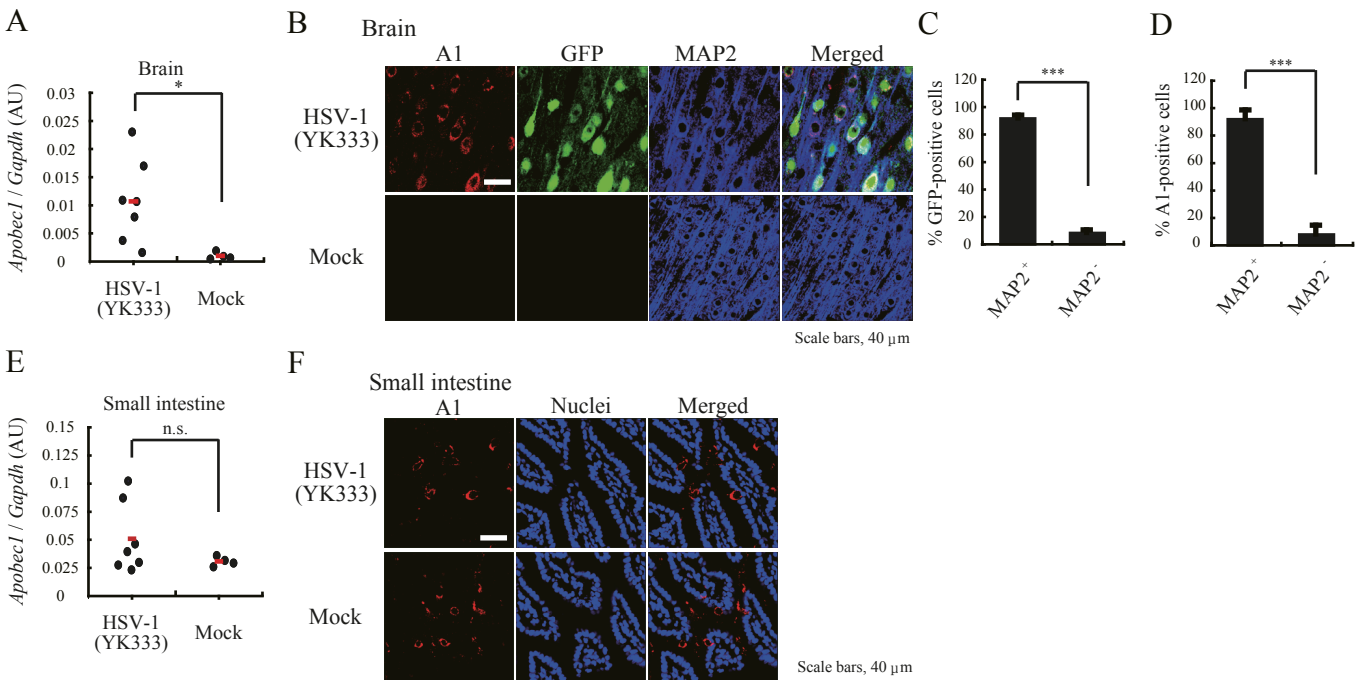 A
Brain
*
Apobec1 / Gapdh (AU)
0.03
0.025
0.02
0.015
0.01
0.005
0
HSV-1
(YK333)
Mock
B
Brain
A1
GFP
MAP2
Merged
HSV-1
(YK333)
Mock
Scale bars, 40 μm
C
***
% GFP-positive cells
120
100
80
60
40
20
0
MAP2⁺
MAP2⁻
D
***
% A1-positive cells
120
100
80
60
40
20
0
MAP2⁺
MAP2⁻
E
Small intestine
n.s.
Apobec1 / Gapdh (AU)
0.15
0.125
0.1
0.075
0.05
0.025
0
HSV-1
(YK333)
Mock
F
Small intestine
A1
Nuclei
Merged
HSV-1
(YK333)
Mock
Scale bars, 40 μm